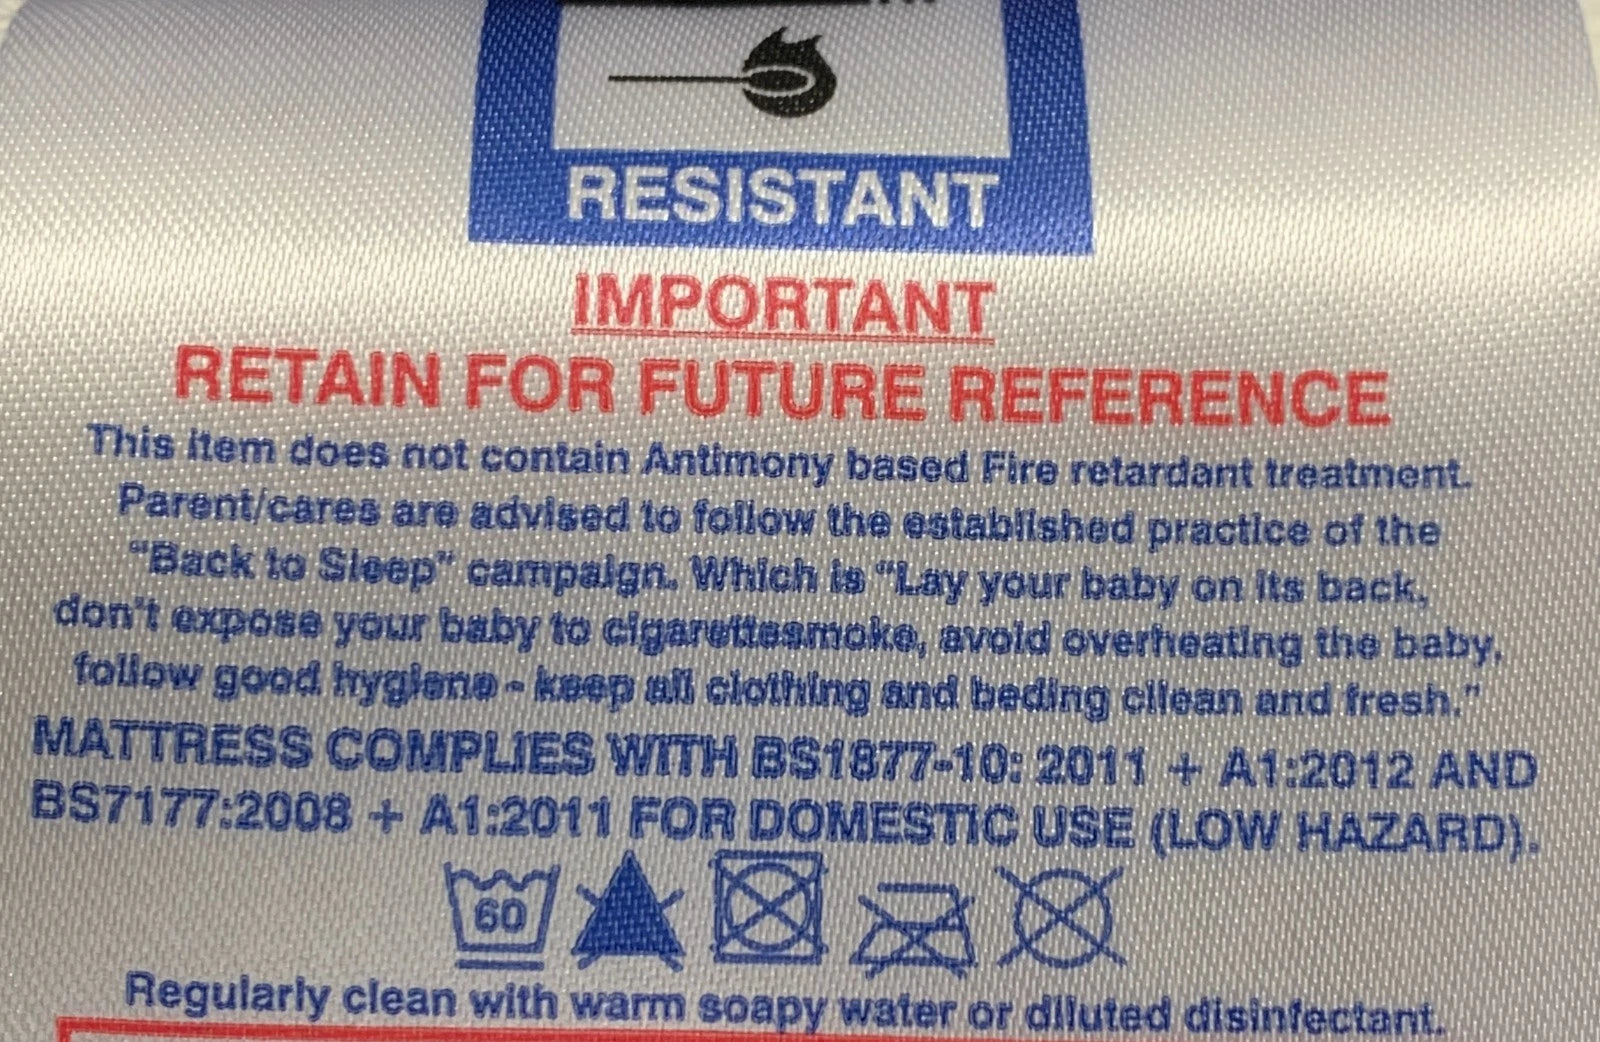 RESISTANT
IMPORTANT
RETAIN FOR FUTURE REFERENCE
This item does not contain Antimony based Fire retardant treatment.
Parent/cares are advised to follow the established practice of the
“Back to Sleep” campaign. Which is “Lay your baby on its back,
don't expose your baby to cigarettesmoke, avoid overheating the baby,
follow good hygiene - keep all clothing and beding cllean and fresh.”
MATTRESS COMPLIES WITH BS1877-10: 2011 + A1:2012 AND
BS7177:2008 + A1:2011 FOR DOMESTIC USE (LOW HAZARD).
60
Regularly clean with warm soapy water or diluted disinfectant.